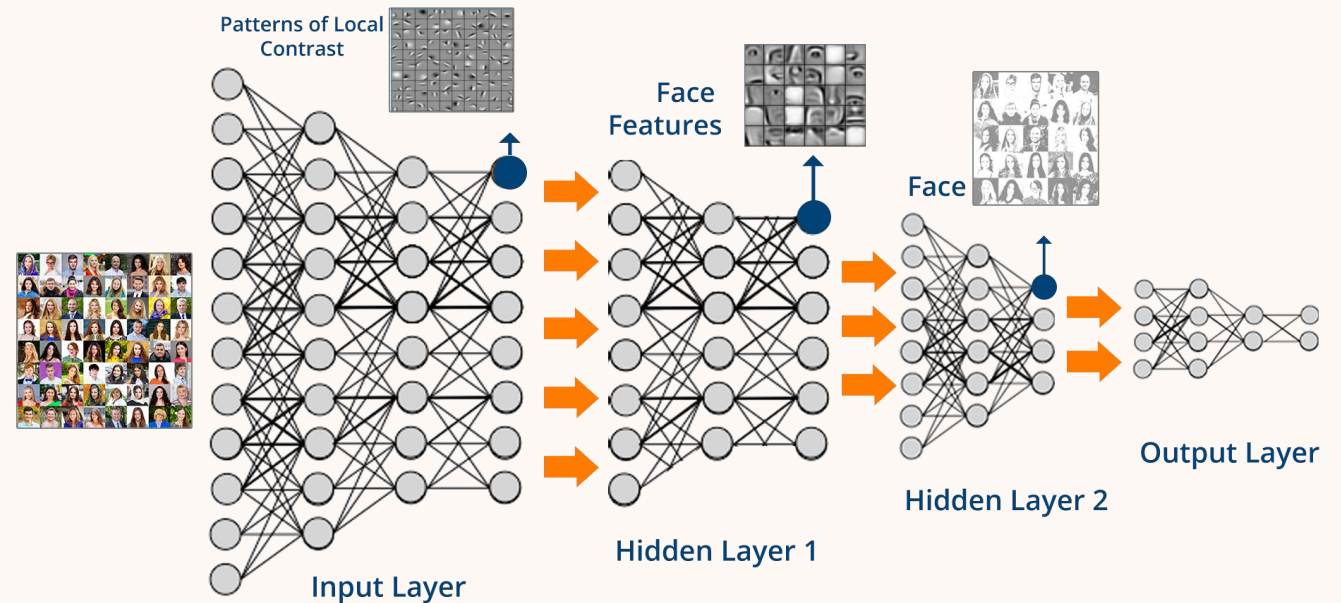 Patterns of Local
Contrast
Face
Features
Face
Output Layer
Hidden Layer 2
Hidden Layer 1
Input Layer